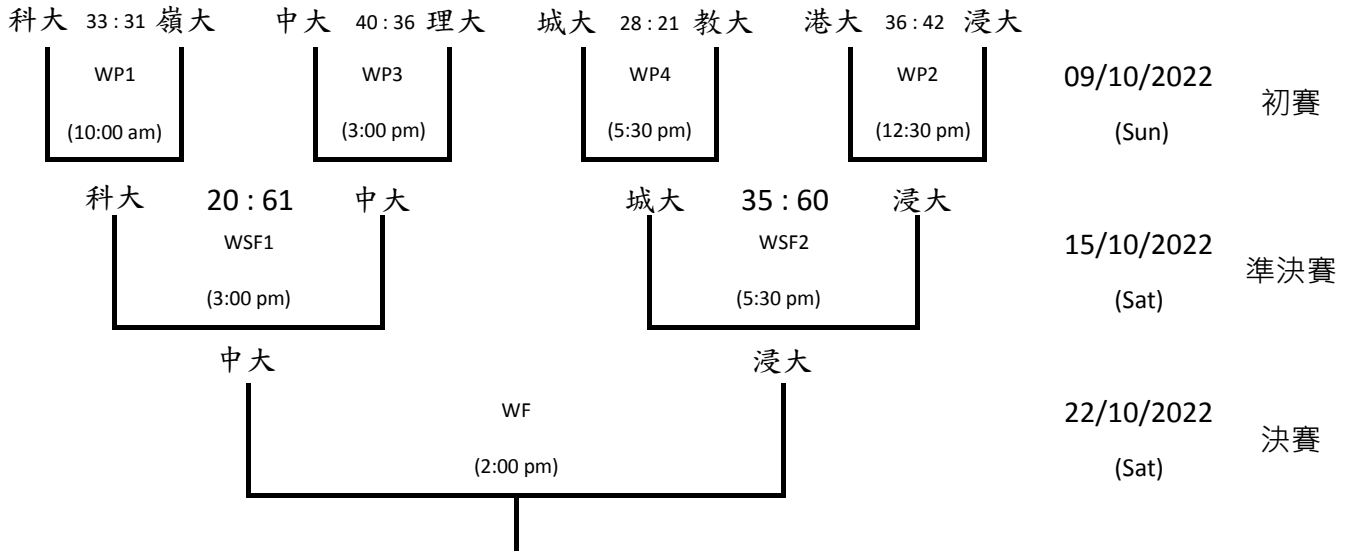 科大 33 : 31 嶺大 中大 40 : 36 理大 城大 28 : 21 教大 港大 36 : 42 浸大
WP1 WP3 WP4 WP2 09/10/2022 初賽
(10:00 am) (3:00 pm) (5:30 pm) (12:30 pm) (Sun)
科大 20 : 61 中大 城大 35 : 60 浸大
WSF1 WSF2 15/10/2022 準決賽
(3:00 pm) (5:30 pm) (Sat)
中大 浸大
WF 22/10/2022 決賽
(2:00 pm) (Sat)